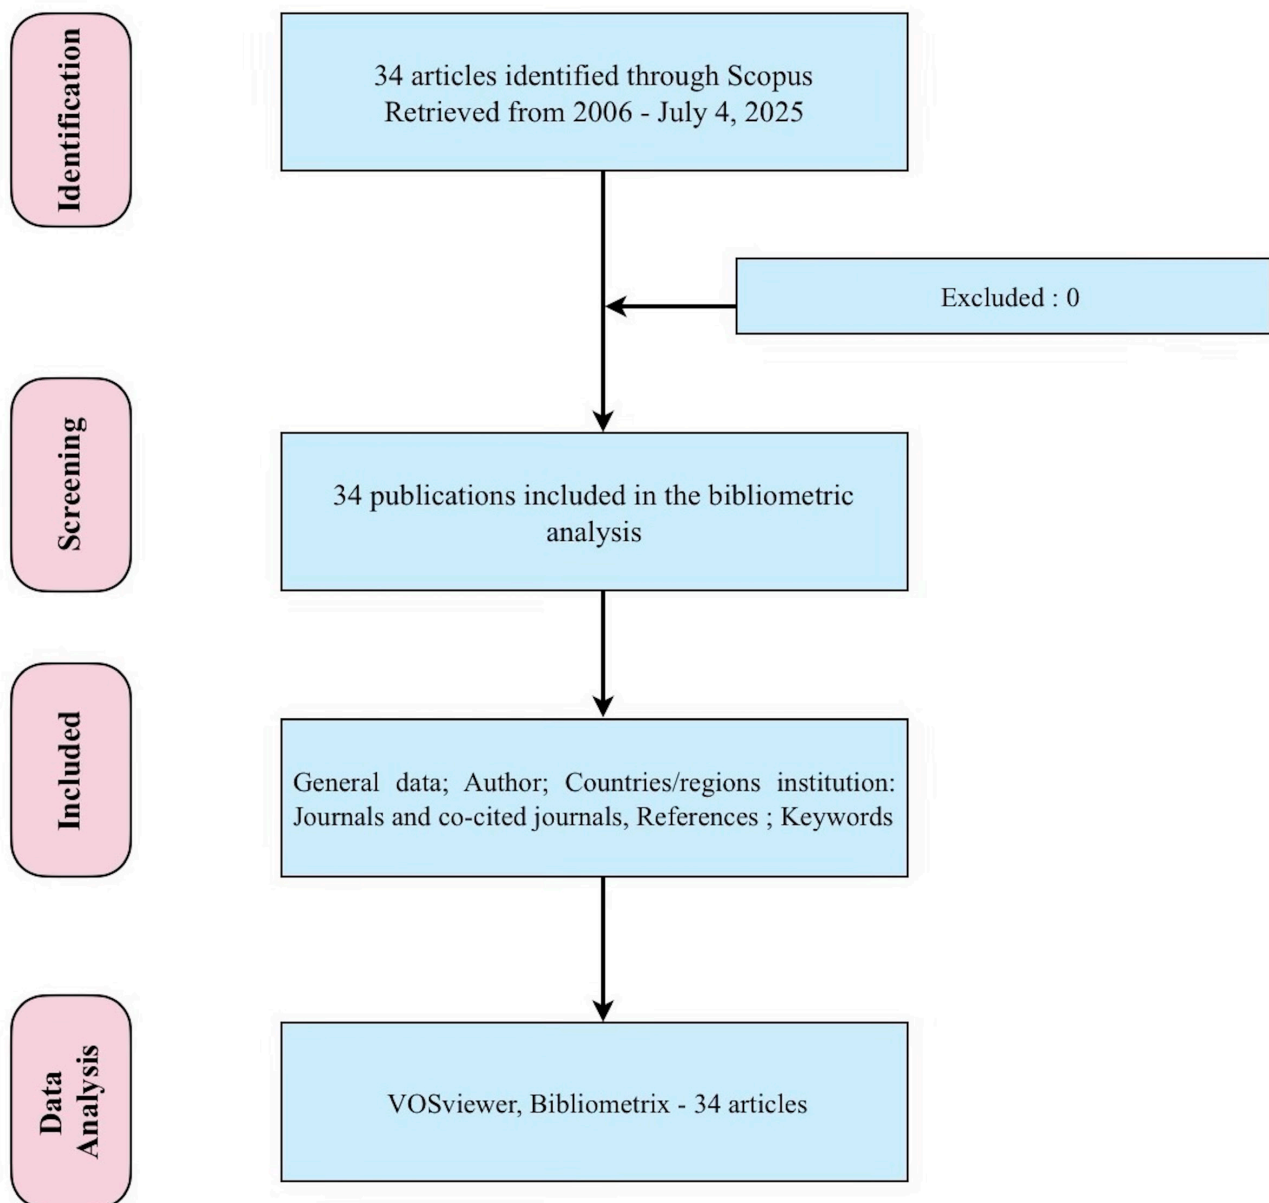 Identification
34 articles identified through Scopus
Retrieved from 2006 - July 4, 2025
Excluded : 0
Screening
34 publications included in the bibliometric
analysis
Included
General data; Author; Countries/regions institution:
Journals and co-cited journals, References ; Keywords
Data
Analysis
VOSviewer, Bibliometrix - 34 articles